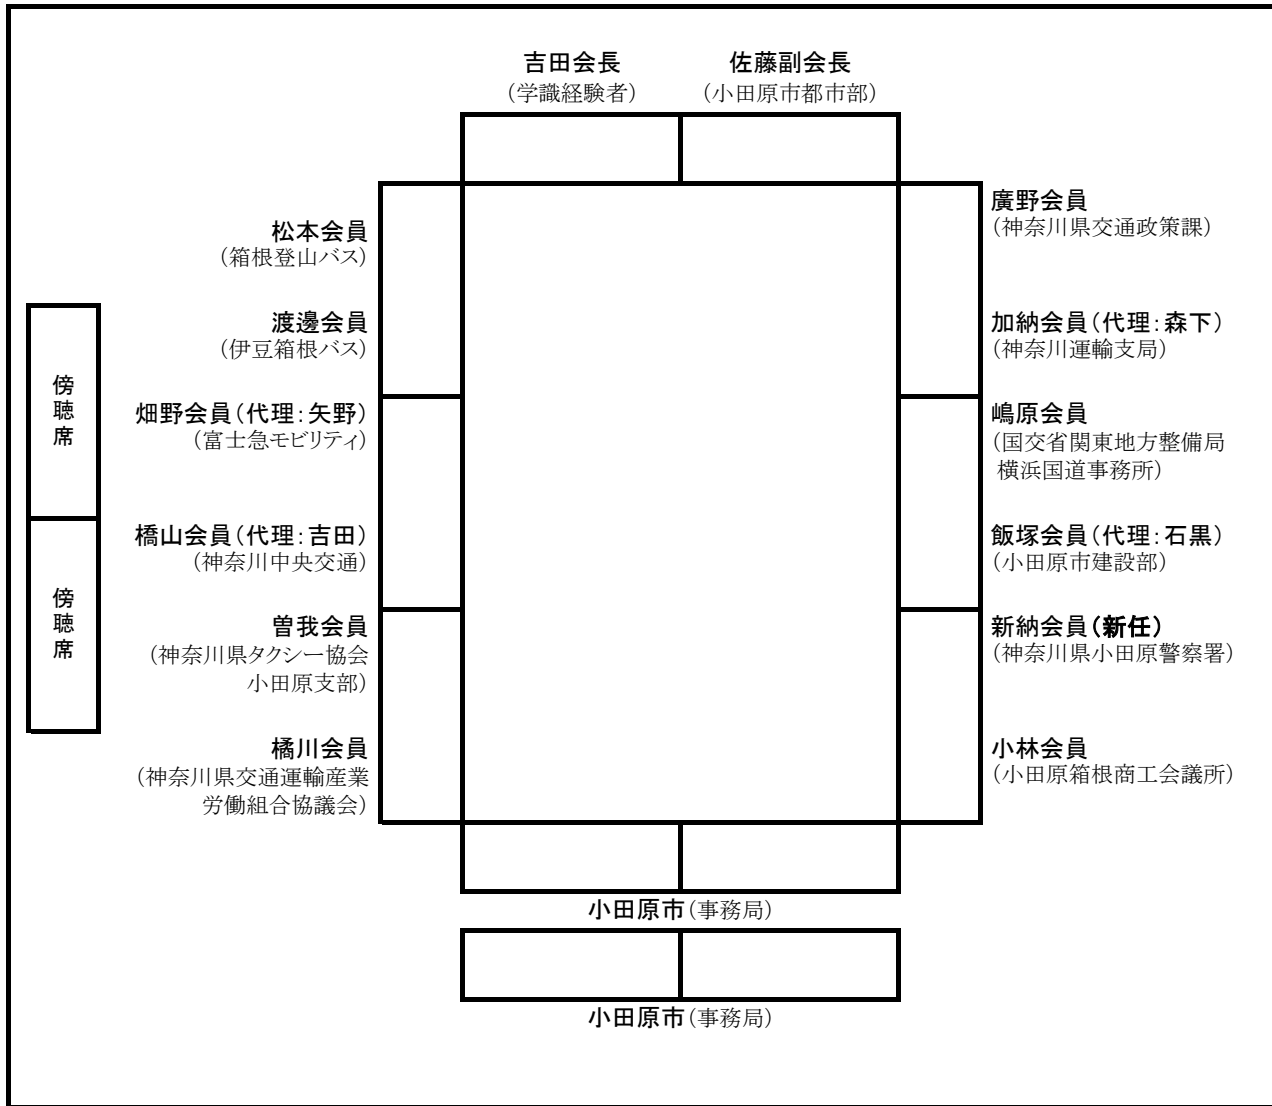 吉田会長
（学識経験者）
佐藤副会長
（小田原市都市部）
松本会員
（箱根登山バス）
渡邊会員
（伊豆箱根バス）
畑野会員（代理：矢野）
（富士急モビリティ）
橋山会員（代理：吉田）
（神奈川中央交通）
曽我会員
（神奈川県タクシー協会
小田原支部）
橘川会員
（神奈川県交通運輸産業
労働組合協議会）
傍聴席
傍聴席
廣野会員
（神奈川県交通政策課）
加納会員（代理：森下）
（神奈川運輸支局）
嶋原会員
（国交省関東地方整備局
横浜国道事務所）
飯塚会員（代理：石黒）
（小田原市建設部）
新納会員（新任）
（神奈川県小田原警察署）
小林会員
（小田原箱根商工会議所）
小田原市（事務局）
小田原市（事務局）